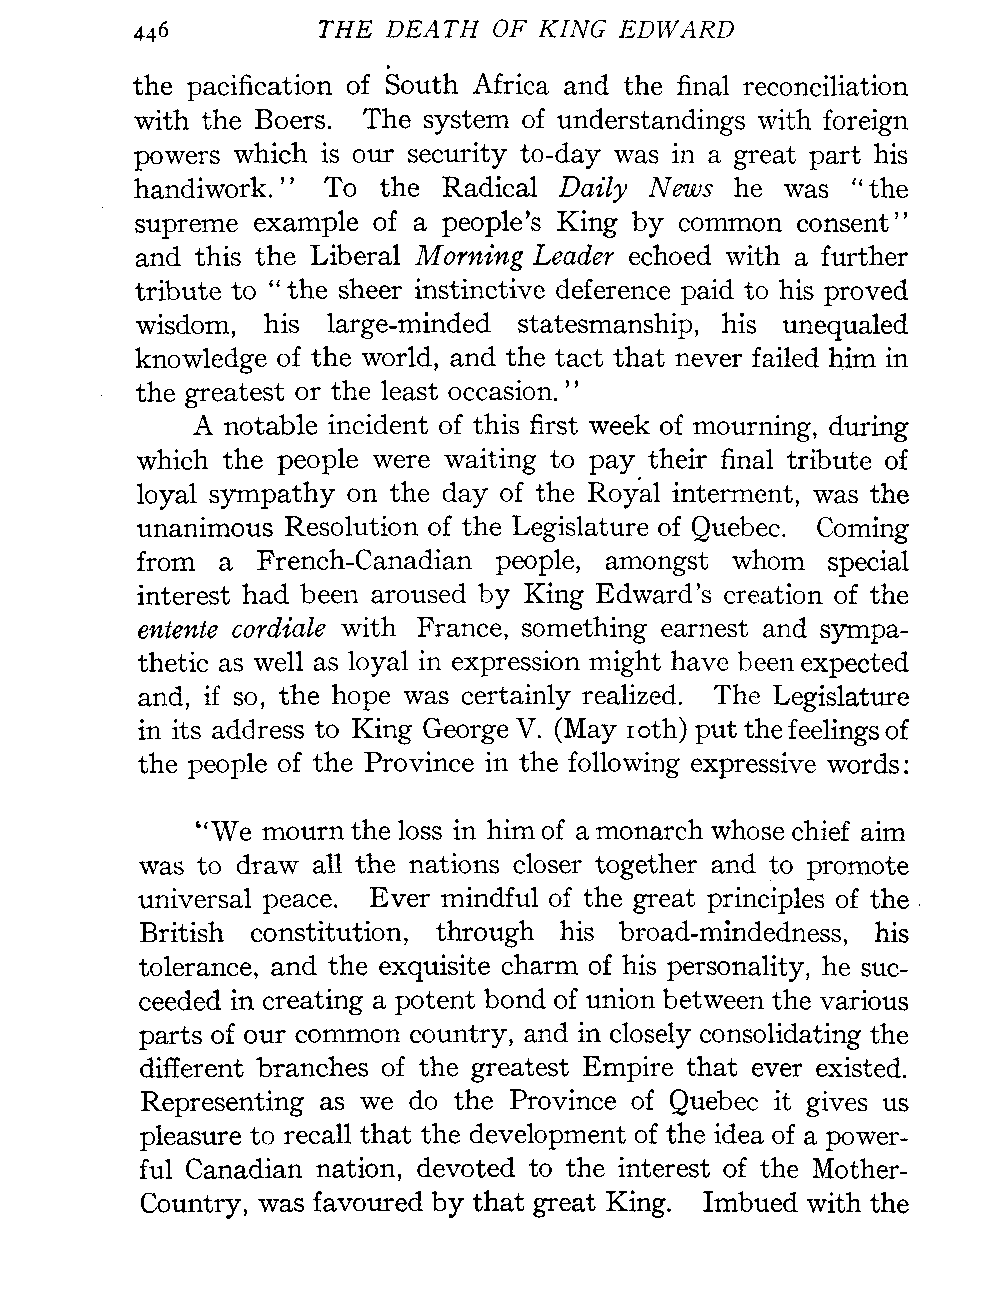 446 THE DEATH OF KING EDWARD
the pacification of South Africa and the final reconciliation
with the Boers. The system of understandings with foreign
powers which is our security to-day was in a great part his
handiwork." To the Radical Daily News he was "the
supreme example of a people's King by common consent"
and this the Liberal Morning Leader echoed with a further
tribute to "the sheer instinctive deference paid to his proved
wisdom, his large-minded statesmanship, his unequaled
knowledge of the world, and the tact that never failed him in
the greatest or the least occasion."
A notable incident of this first week of mourning, during
which the people were waiting to pay their final tribute of
loyal sympathy on the day of the Royal interment, was the
unanimous Resolution of the Legislature of Quebec. Coming
from a French-Canadian people, amongst whom special
interest had been aroused by King Edward's creation of the
entente cordiale with France, something earnest and sympa-
thetic as well as loyal in expression might have been expected
and, if so, the hope was certainly realized. The Legislature
in its address to King George V. (May 10th) put the feelings of
the people of the Province in the following expressive words:
"We mourn the loss in him of a monarch whose chief aim
was to draw all the nations closer together and to promote
universal peace. Ever mindful of the great principles of the
British constitution, through his broad-mindedness, his
tolerance, and the exquisite charm of his personality, he suc-
ceeded in creating a potent bond of union between the various
parts of our common country, and in closely consolidating the
different branches of the greatest Empire that ever existed.
Representing as we do the Province of Quebec it gives us
pleasure to recall that the development of the idea of a power-
ful Canadian nation, devoted to the interest of the Mother-
Country, was favoured by that great King. Imbued with the